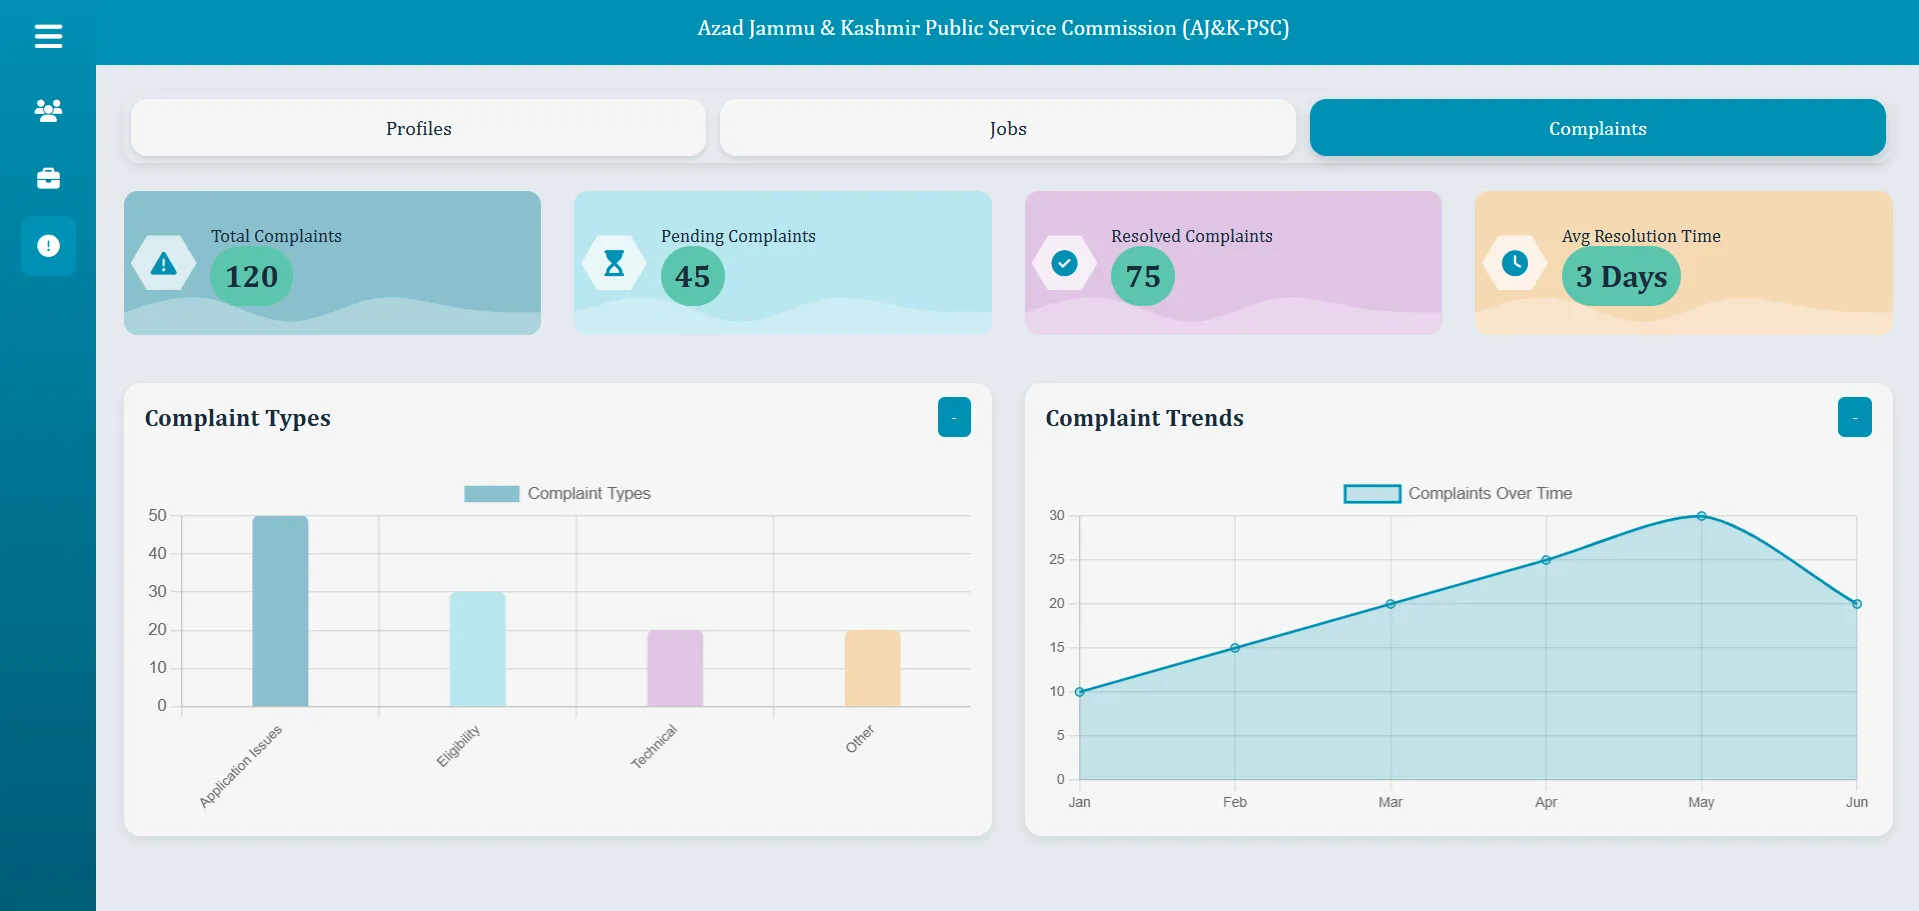 Azad Jammu & Kashmir Public Service Commission (AJ&K-PSC)
Profiles
Jobs
Complaints
Total Complaints
120
Pending Complaints
45
Resolved Complaints
75
Avg Resolution Time
3 Days
Complaint Types
-
Complaint Types
50
40
30
20
10
0
Application Issues
Eligibility
Technical
Other
Complaint Trends
-
Complaints Over Time
30
25
20
15
10
5
0
Jan
Feb
Mar
Apr
May
Jun